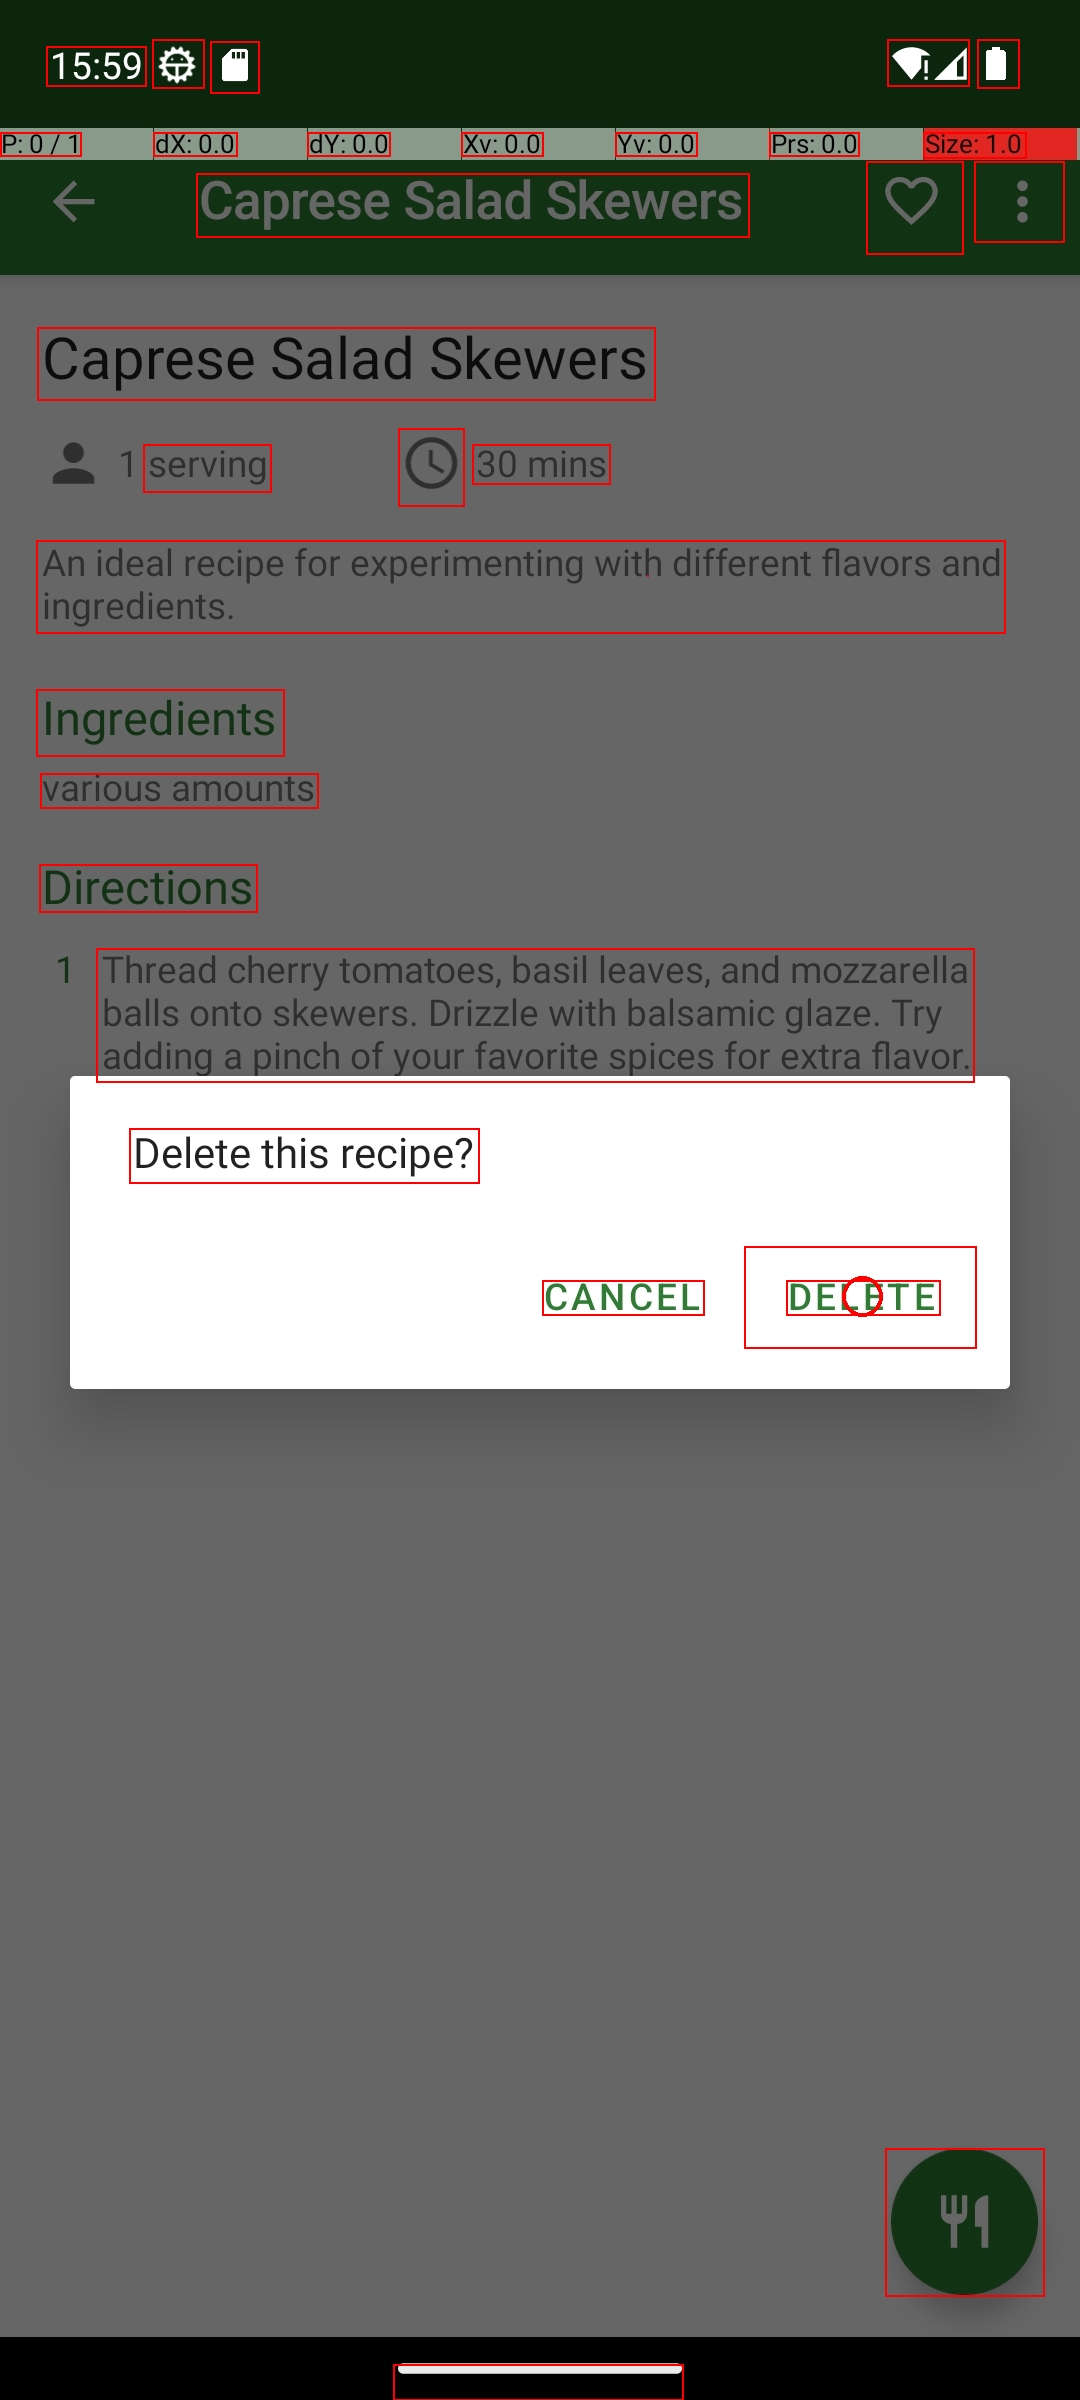 15:59
P: 0 / 1 dX: 0.0 dY: 0.0 Xv: 0.0 Yv: 0.0 Prs: 0.0 Size: 1.0
Caprese Salad Skewers
Caprese Salad Skewers
1 serving 30 mins
An ideal recipe for experimenting with different flavors and
ingredients.
Ingredients
various amounts
Directions
1 Thread cherry tomatoes, basil leaves, and mozzarella
balls onto skewers. Drizzle with balsamic glaze. Try
adding a pinch of your favorite spices for extra flavor.
Delete this recipe?
CANCEL DELETE